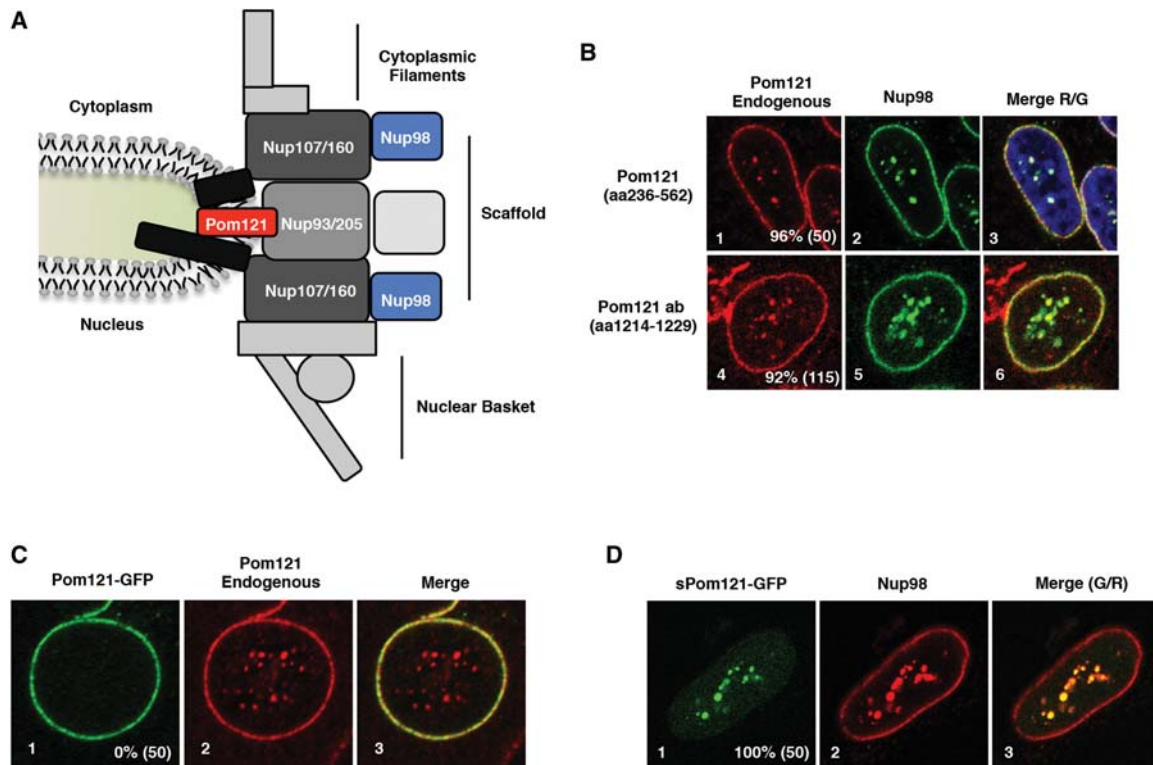 A
Cytoplasm
Nucleus
Cytoplasmic
Filaments
Nup107/160
Nup98
Pom121
Nup93/205
Scaffold
Nup107/160
Nup98
Nuclear Basket
B
Pom121
Endogenous
Nup98
Merge R/G
Pom121
(aa236-562)
1
96% (50)
2
3
Pom121 ab
(aa1214-1229)
4
92% (115)
5
6
C
Pom121-GFP
Pom121
Endogenous
Merge
1
0% (50)
2
3
D
sPom121-GFP
Nup98
Merge (G/R)
1
100% (50)
2
3